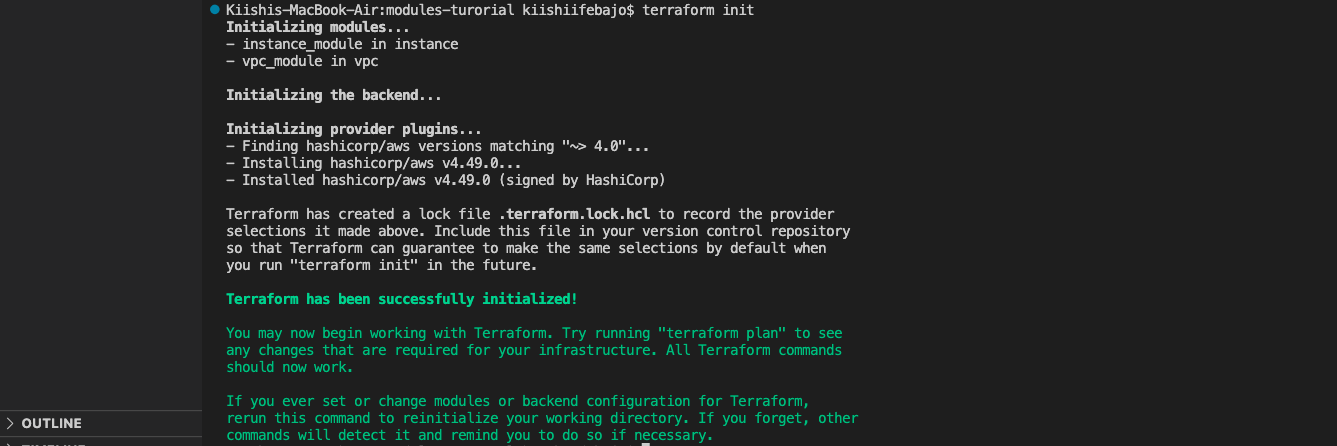 Kiishis-MacBook-Air:modules-turorial kiishiifebajo$ terraform init
Initializing modules...
- instance_module in instance
- vpc_module in vpc
Initializing the backend...
Initializing provider plugins...
- Finding hashicorp/aws versions matching "~> 4.0"...
- Installing hashicorp/aws v4.49.0...
- Installed hashicorp/aws v4.49.0 (signed by HashiCorp)
Terraform has created a lock file .terraform.lock.hcl to record the provider
selections it made above. Include this file in your version control repository
so that Terraform can guarantee to make the same selections by default when
you run "terraform init" in the future.
Terraform has been successfully initialized!
You may now begin working with Terraform. Try running "terraform plan" to see
any changes that are required for your infrastructure. All Terraform commands
should now work.
If you ever set or change modules or backend configuration for Terraform,
rerun this command to reinitialize your working directory. If you forget, other
commands will detect it and remind you to do so if necessary.
OUTLINE